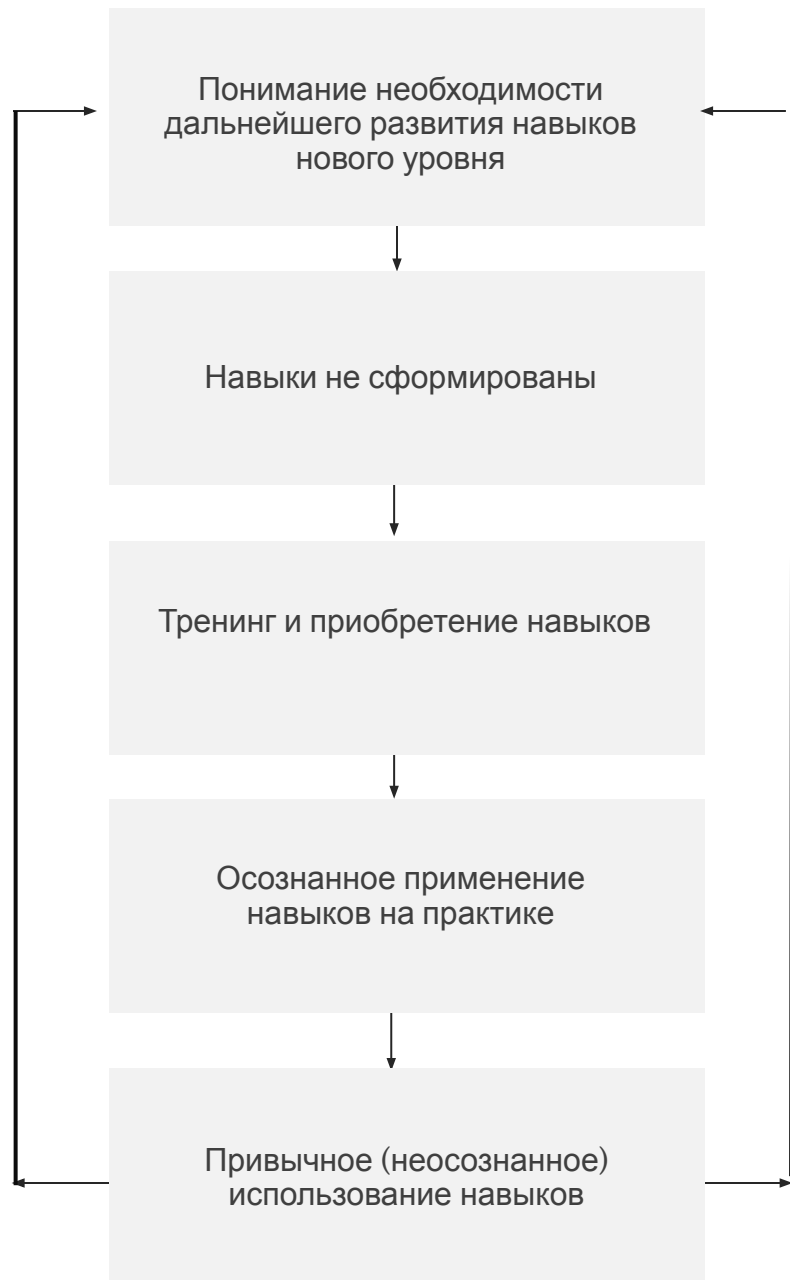 Понимание необходимости
дальнейшего развития навыков
нового уровня
Навыки не сформированы
Тренинг и приобретение навыков
Осознанное применение
навыков на практике
Привычное (неосознанное)
использование навыков